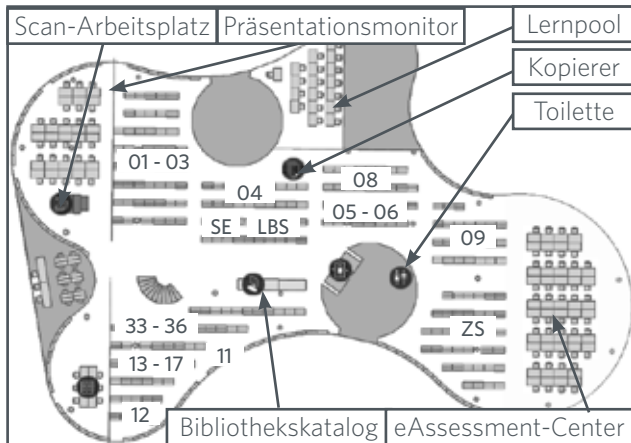 Scan-Arbeitsplatz
Präsentationsmonitor
Lernpool
Kopierer
Toilette
01 - 03
04
08
SE
LBS
05 - 06
09
33 - 36
ZS
13 - 17
11
12
Bibliothekskatalog
eAssessment-Center